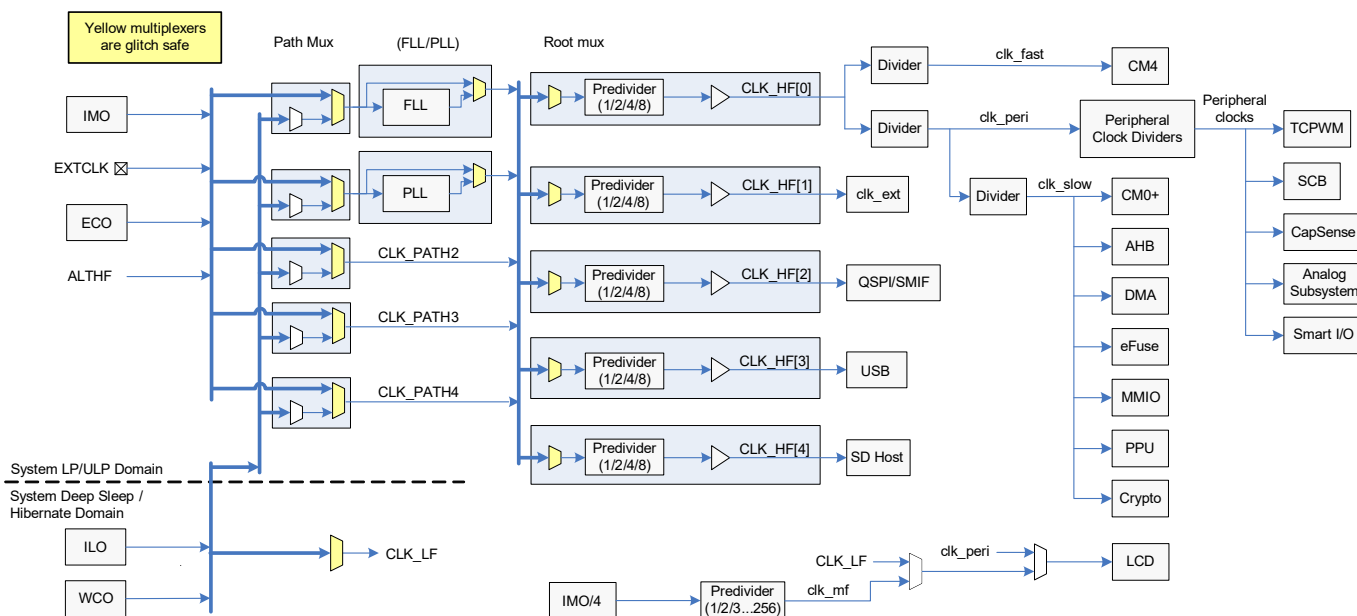 Yellow multiplexers
are glitch safe
Path Mux
(FLL/PLL)
Root mux
IMO
EXTCLK
ECO
ALTHF
FLL
PLL
CLK_PATH2
CLK_PATH3
CLK_PATH4
Predivider
(1/2/4/8)
CLK_HF[0]
Predivider
(1/2/4/8)
CLK_HF[1]
Predivider
(1/2/4/8)
CLK_HF[2]
Predivider
(1/2/4/8)
CLK_HF[3]
Predivider
(1/2/4/8)
CLK_HF[4]
clk_ext
QSPI/SMIF
USB
SD Host
Divider
clk_fast
CM4
Divider
clk_peri
Peripheral
Clock Dividers
Peripheral
clocks
TCPWM
SCB
CapSense
Analog
Subsystem
Smart I/O
Divider
clk_slow
CM0+
AHB
DMA
eFuse
MMIO
PPU
Crypto
System LP/ULP Domain
System Deep Sleep /
Hibernate Domain
ILO
WCO
CLK_LF
IMO/4
Predivider
(1/2/3...256)
clk_mf
CLK_LF
clk_peri
LCD